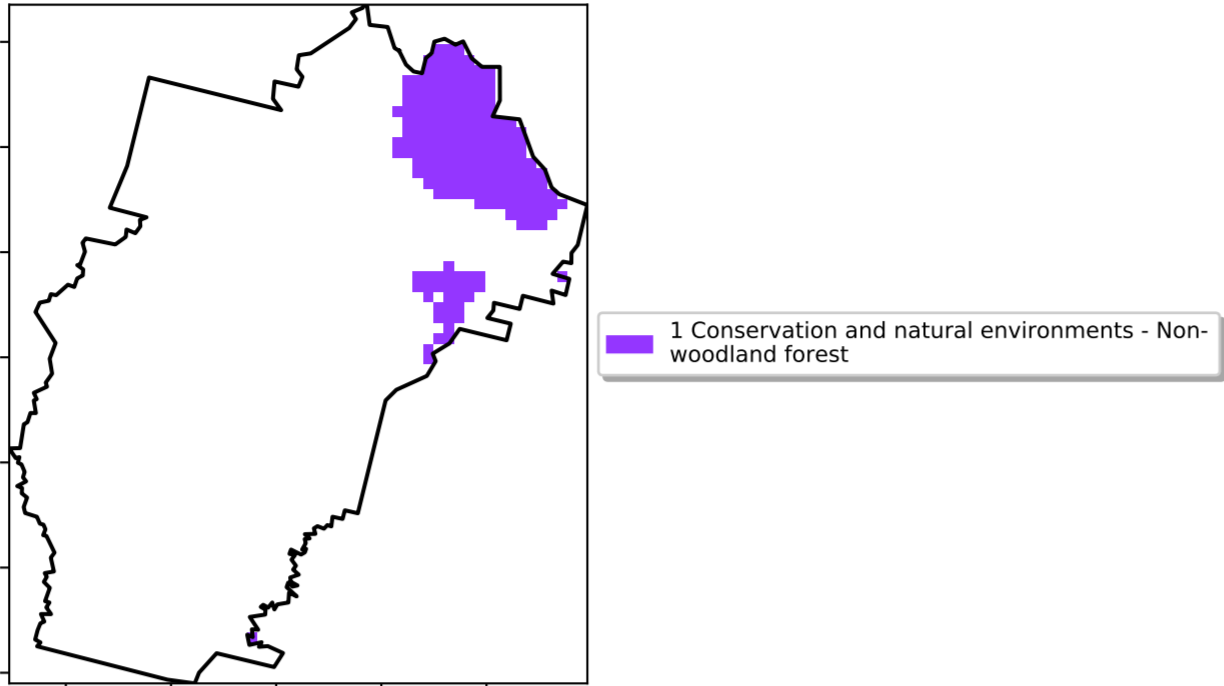 1 Conservation and natural environments - Non-
woodland forest